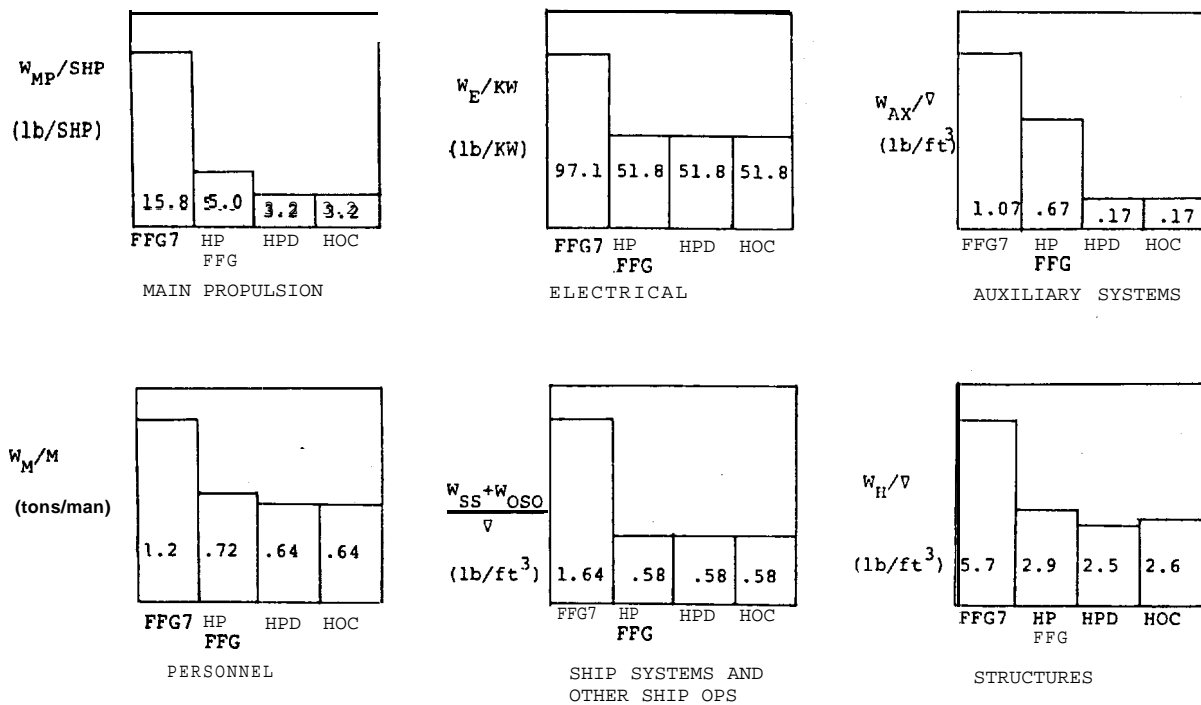 W_MP/SHP
(lb/SHP)
15.8 5.0 3.2 3.2
FFG7 HP HPD HOC
FFG
MAIN PROPULSION
W_E/KW
(lb/KW)
97.1 51.8 51.8 51.8
FFG7 HP HPD HOC
FFG
ELECTRICAL
W_AX/∇
(lb/ft³)
1.07 .67 .17 .17
FFG7 HP HPD HOC
FFG
AUXILIARY SYSTEMS
W_M/M
(tons/man)
1.2 .72 .64 .64
FFG7 HP HPD HOC
FFG
PERSONNEL
W_SS+W_OSO
∇
(lb/ft³)
1.64 .58 .58 .58
FFG7 HP HPD HOC
FFG
SHIP SYSTEMS AND
OTHER SHIP OPS
W_H/∇
(lb/ft³)
5.7 2.9 2.5 2.6
FFG7 HP HPD HOC
FFG
STRUCTURES